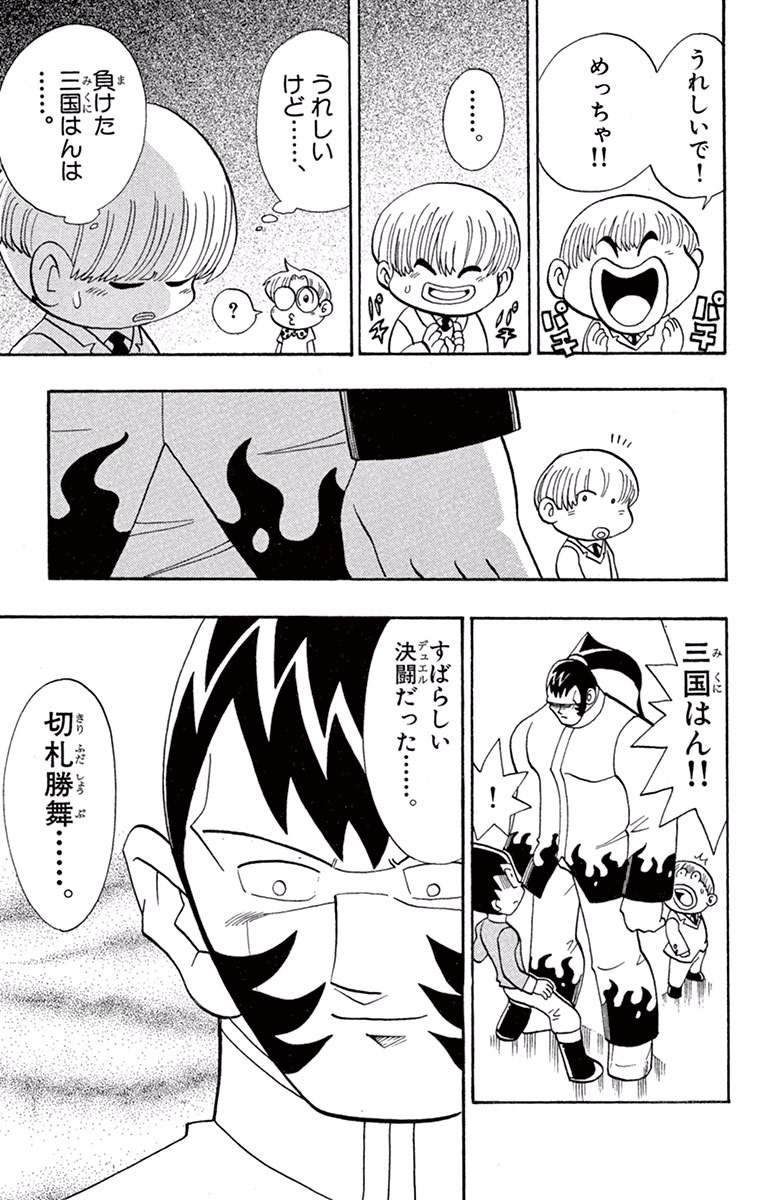 うれしいで！
めっちゃ!!
パチ
パチ
……。
パチ
パチ
うれしい
けど……、
負けた
三国はんは
……。
？
三国はん!!
！
すばらしい
決闘だった……。
切札勝舞……。